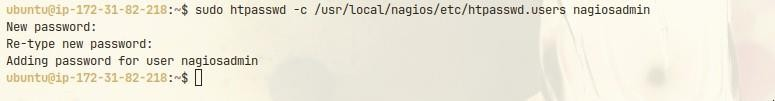 ubuntu@ip-172-31-82-218:~$ sudo htpasswd -c /usr/local/nagios/etc/htpasswd.users nagiosadmin
New password:
Re-type new password:
Adding password for user nagiosadmin
ubuntu@ip-172-31-82-218:~$